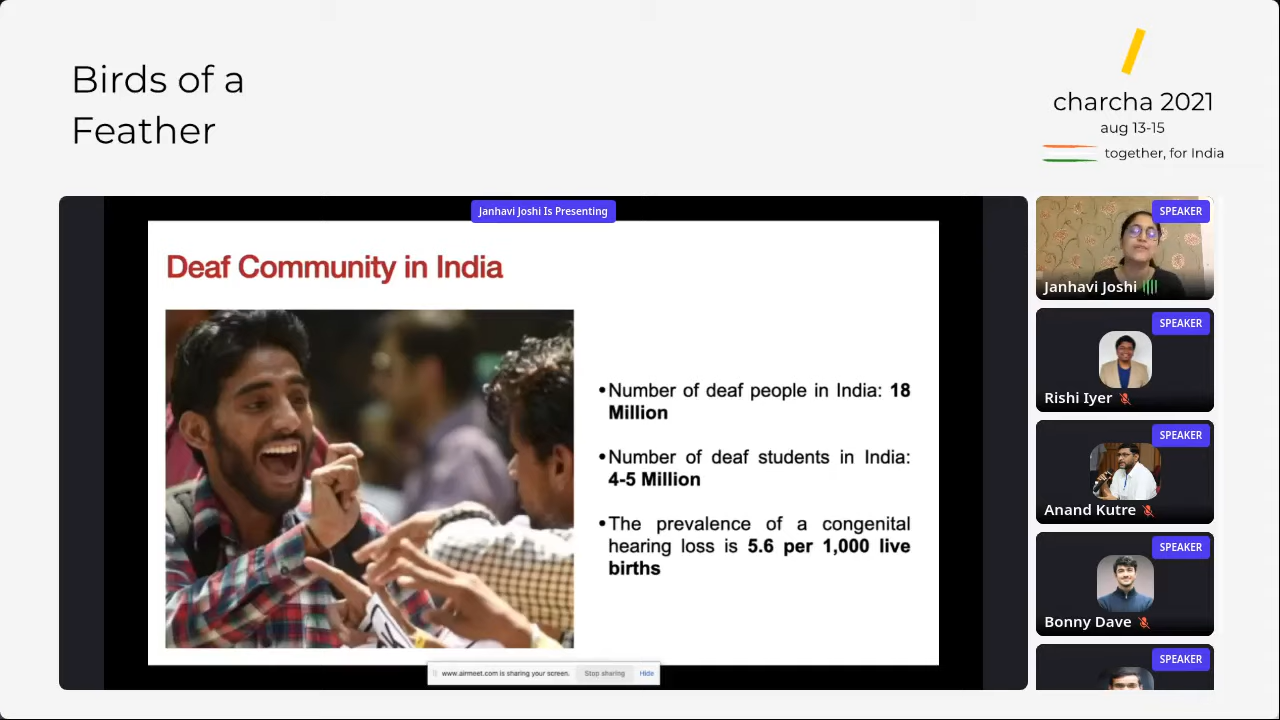 Birds of a
Feather
charcha 2021
aug 13-15
together, for India
Janhavi Joshi Is Presenting
Deaf Community in India
•Number of deaf people in India: 18
Million
•Number of deaf students in India:
4-5 Million
•The prevalence of a congenital
hearing loss is 5.6 per 1,000 live
births
www.airmeet.com is sharing your screen. Stop sharing Hide
SPEAKER
Janhavi Joshi
SPEAKER
Rishi Iyer
SPEAKER
Anand Kutre
SPEAKER
Bonny Dave
SPEAKER